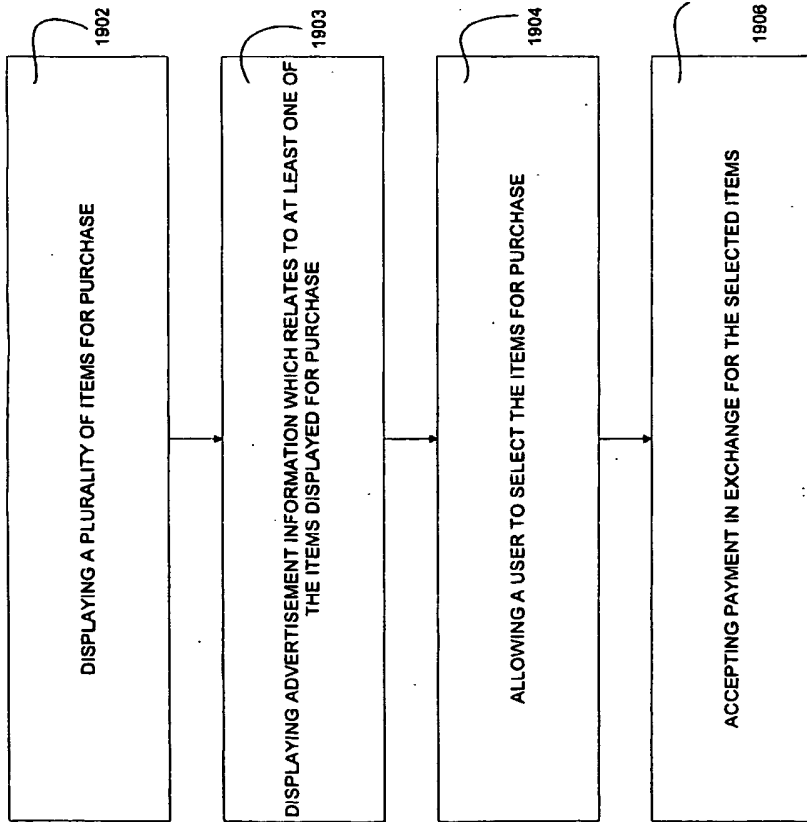 1902
DISPLAYING A PLURALITY OF ITEMS FOR PURCHASE
1903
DISPLAYING ADVERTISEMENT INFORMATION WHICH RELATES TO AT LEAST ONE OF
THE ITEMS DISPLAYED FOR PURCHASE
1904
ALLOWING A USER TO SELECT THE ITEMS FOR PURCHASE
1906
ACCEPTING PAYMENT IN EXCHANGE FOR THE SELECTED ITEMS